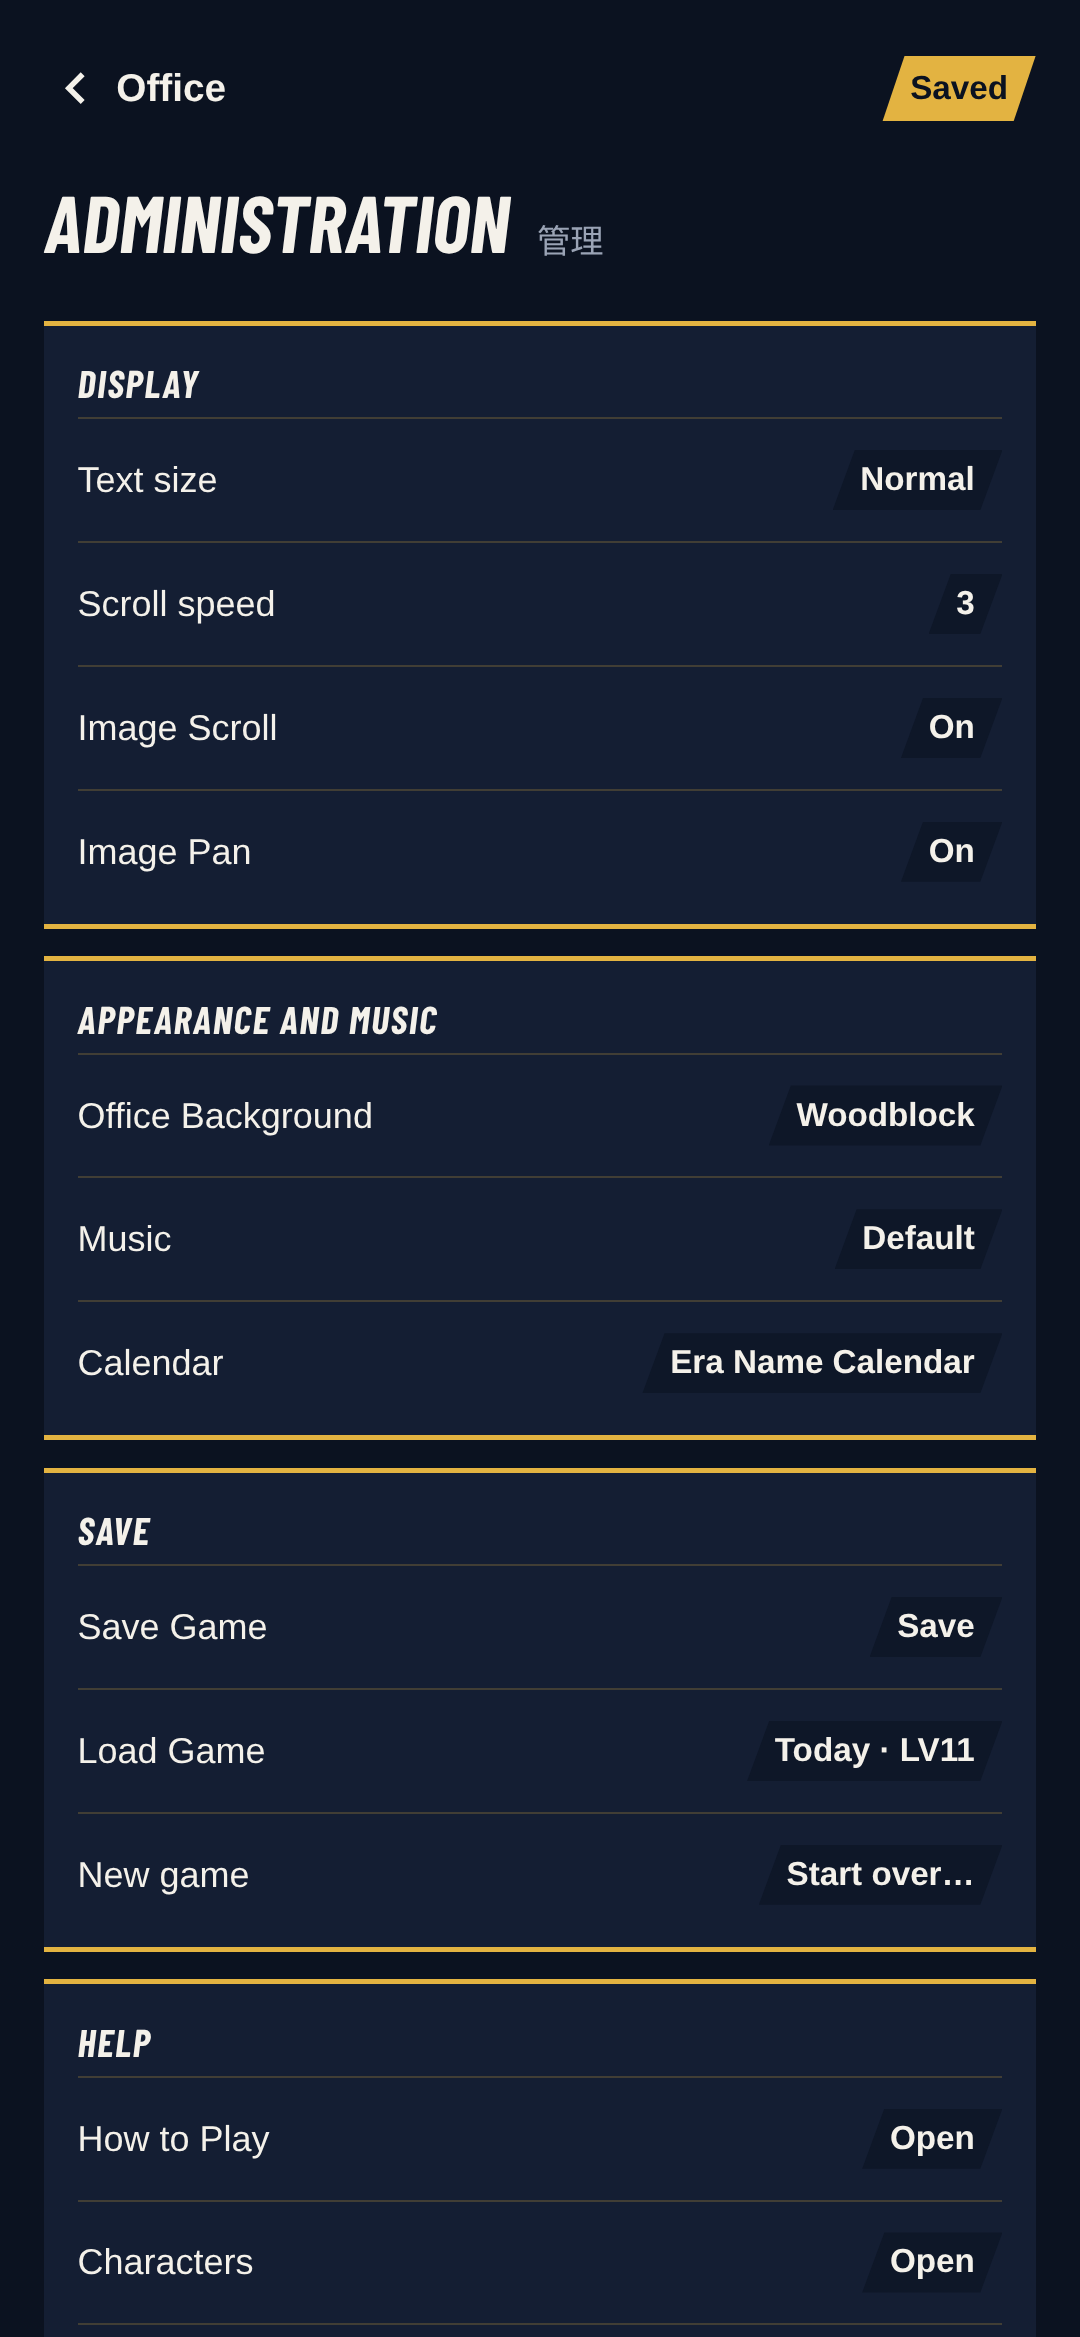 Office
Saved
ADMINISTRATION 管理
DISPLAY
Text size Normal
Scroll speed 3
Image Scroll On
Image Pan On
APPEARANCE AND MUSIC
Office Background Woodblock
Music Default
Calendar Era Name Calendar
SAVE
Save Game Save
Load Game Today · LV11
New game Start over…
HELP
How to Play Open
Characters Open